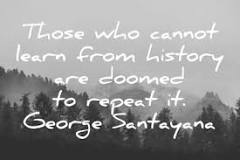 Those who cannot
learn from history
are doomed
to repeat it.
George Santayana